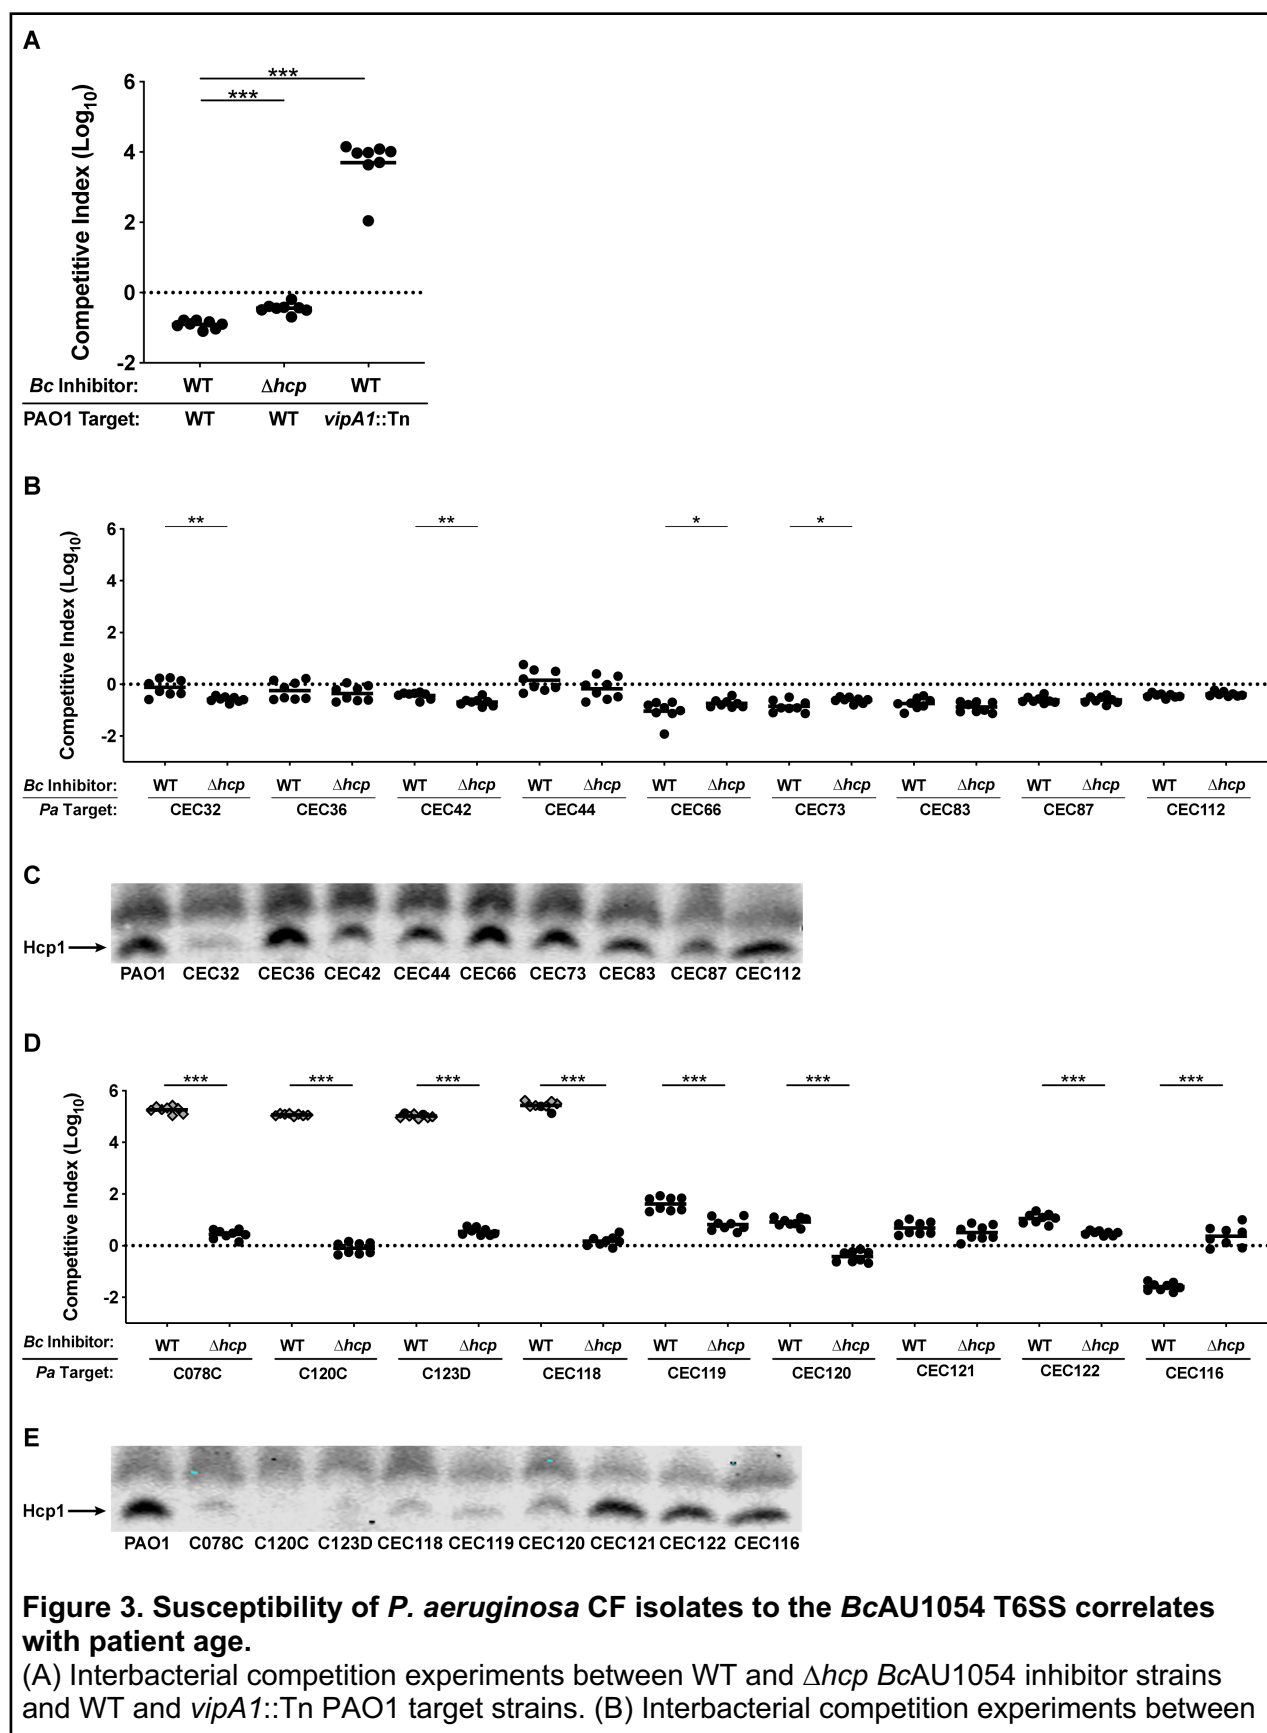 A
Competitive Index (Log10)
6
4
2
0
-2
***
***
Bc Inhibitor: WT Δhcp WT
PAO1 Target: WT WT vipA1::Tn
B
Competitive Index (Log10)
6
4
2
0
-2
** ** * *
Bc Inhibitor: WT Δhcp WT Δhcp WT Δhcp WT Δhcp WT Δhcp WT Δhcp WT Δhcp WT Δhcp WT Δhcp
Pa Target: CEC32 CEC36 CEC42 CEC44 CEC66 CEC73 CEC83 CEC87 CEC112
C
Hcp1
PAO1 CEC32 CEC36 CEC42 CEC44 CEC66 CEC73 CEC83 CEC87 CEC112
D
Competitive Index (Log10)
6
4
2
0
-2
*** *** *** *** *** *** *** ***
Bc Inhibitor: WT Δhcp WT Δhcp WT Δhcp WT Δhcp WT Δhcp WT Δhcp WT Δhcp WT Δhcp WT Δhcp
Pa Target: C078C C120C C123D CEC118 CEC119 CEC120 CEC121 CEC122 CEC116
E
Hcp1
PAO1 C078C C120C C123D CEC118 CEC119 CEC120 CEC121 CEC122 CEC116
Figure 3. Susceptibility of P. aeruginosa CF isolates to the BcAU1054 T6SS correlates
with patient age.
(A) Interbacterial competition experiments between WT and Δhcp BcAU1054 inhibitor strains
and WT and vipA1::Tn PAO1 target strains. (B) Interbacterial competition experiments between